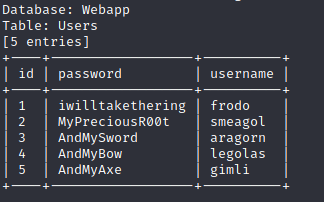 Database: Webapp
Table: Users
[5 entries]
+----+-------------------+----------+
| id | password          | username |
+----+-------------------+----------+
| 1  | iwilltakethering  | frodo    |
| 2  | MyPreciousR00t    | smeagol  |
| 3  | AndMySword        | aragorn  |
| 4  | AndMyBow          | legolas  |
| 5  | AndMyAxe          | gimli    |
+----+-------------------+----------+